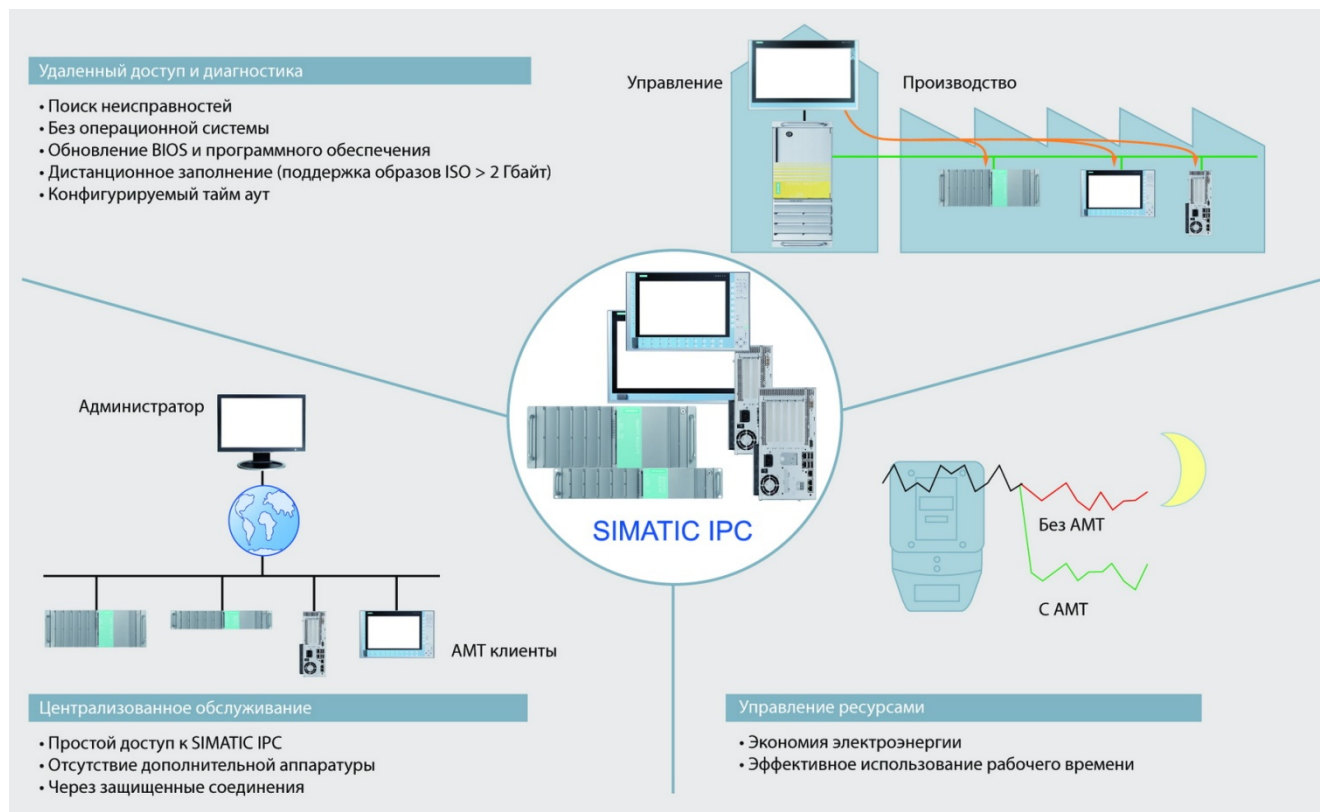 Удаленный доступ и диагностика
• Поиск неисправностей
• Без операционной системы
• Обновление BIOS и программного обеспечения
• Дистанционное заполнение (поддержка образов ISO > 2 Гбайт)
• Конфигурируемый тайм аут
Управление
Производство
Администратор
АМТ клиенты
SIMATIC IPC
Без АМТ
С АМТ
Централизованное обслуживание
• Простой доступ к SIMATIC IPC
• Отсутствие дополнительной аппаратуры
• Через защищенные соединения
Управление ресурсами
• Экономия электроэнергии
• Эффективное использование рабочего времени